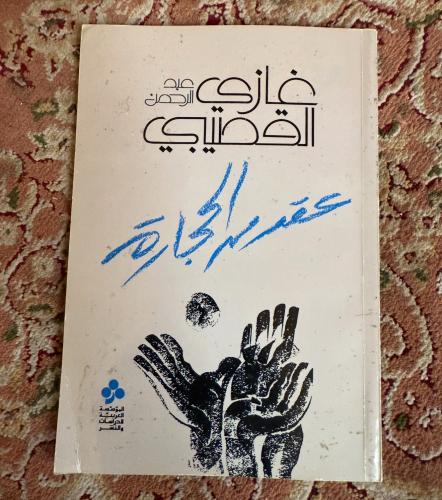 غازي عبد الرحمن
القصيبي
عقد من الحجارة
المؤسسة
العربية
للدراسات
والنشر